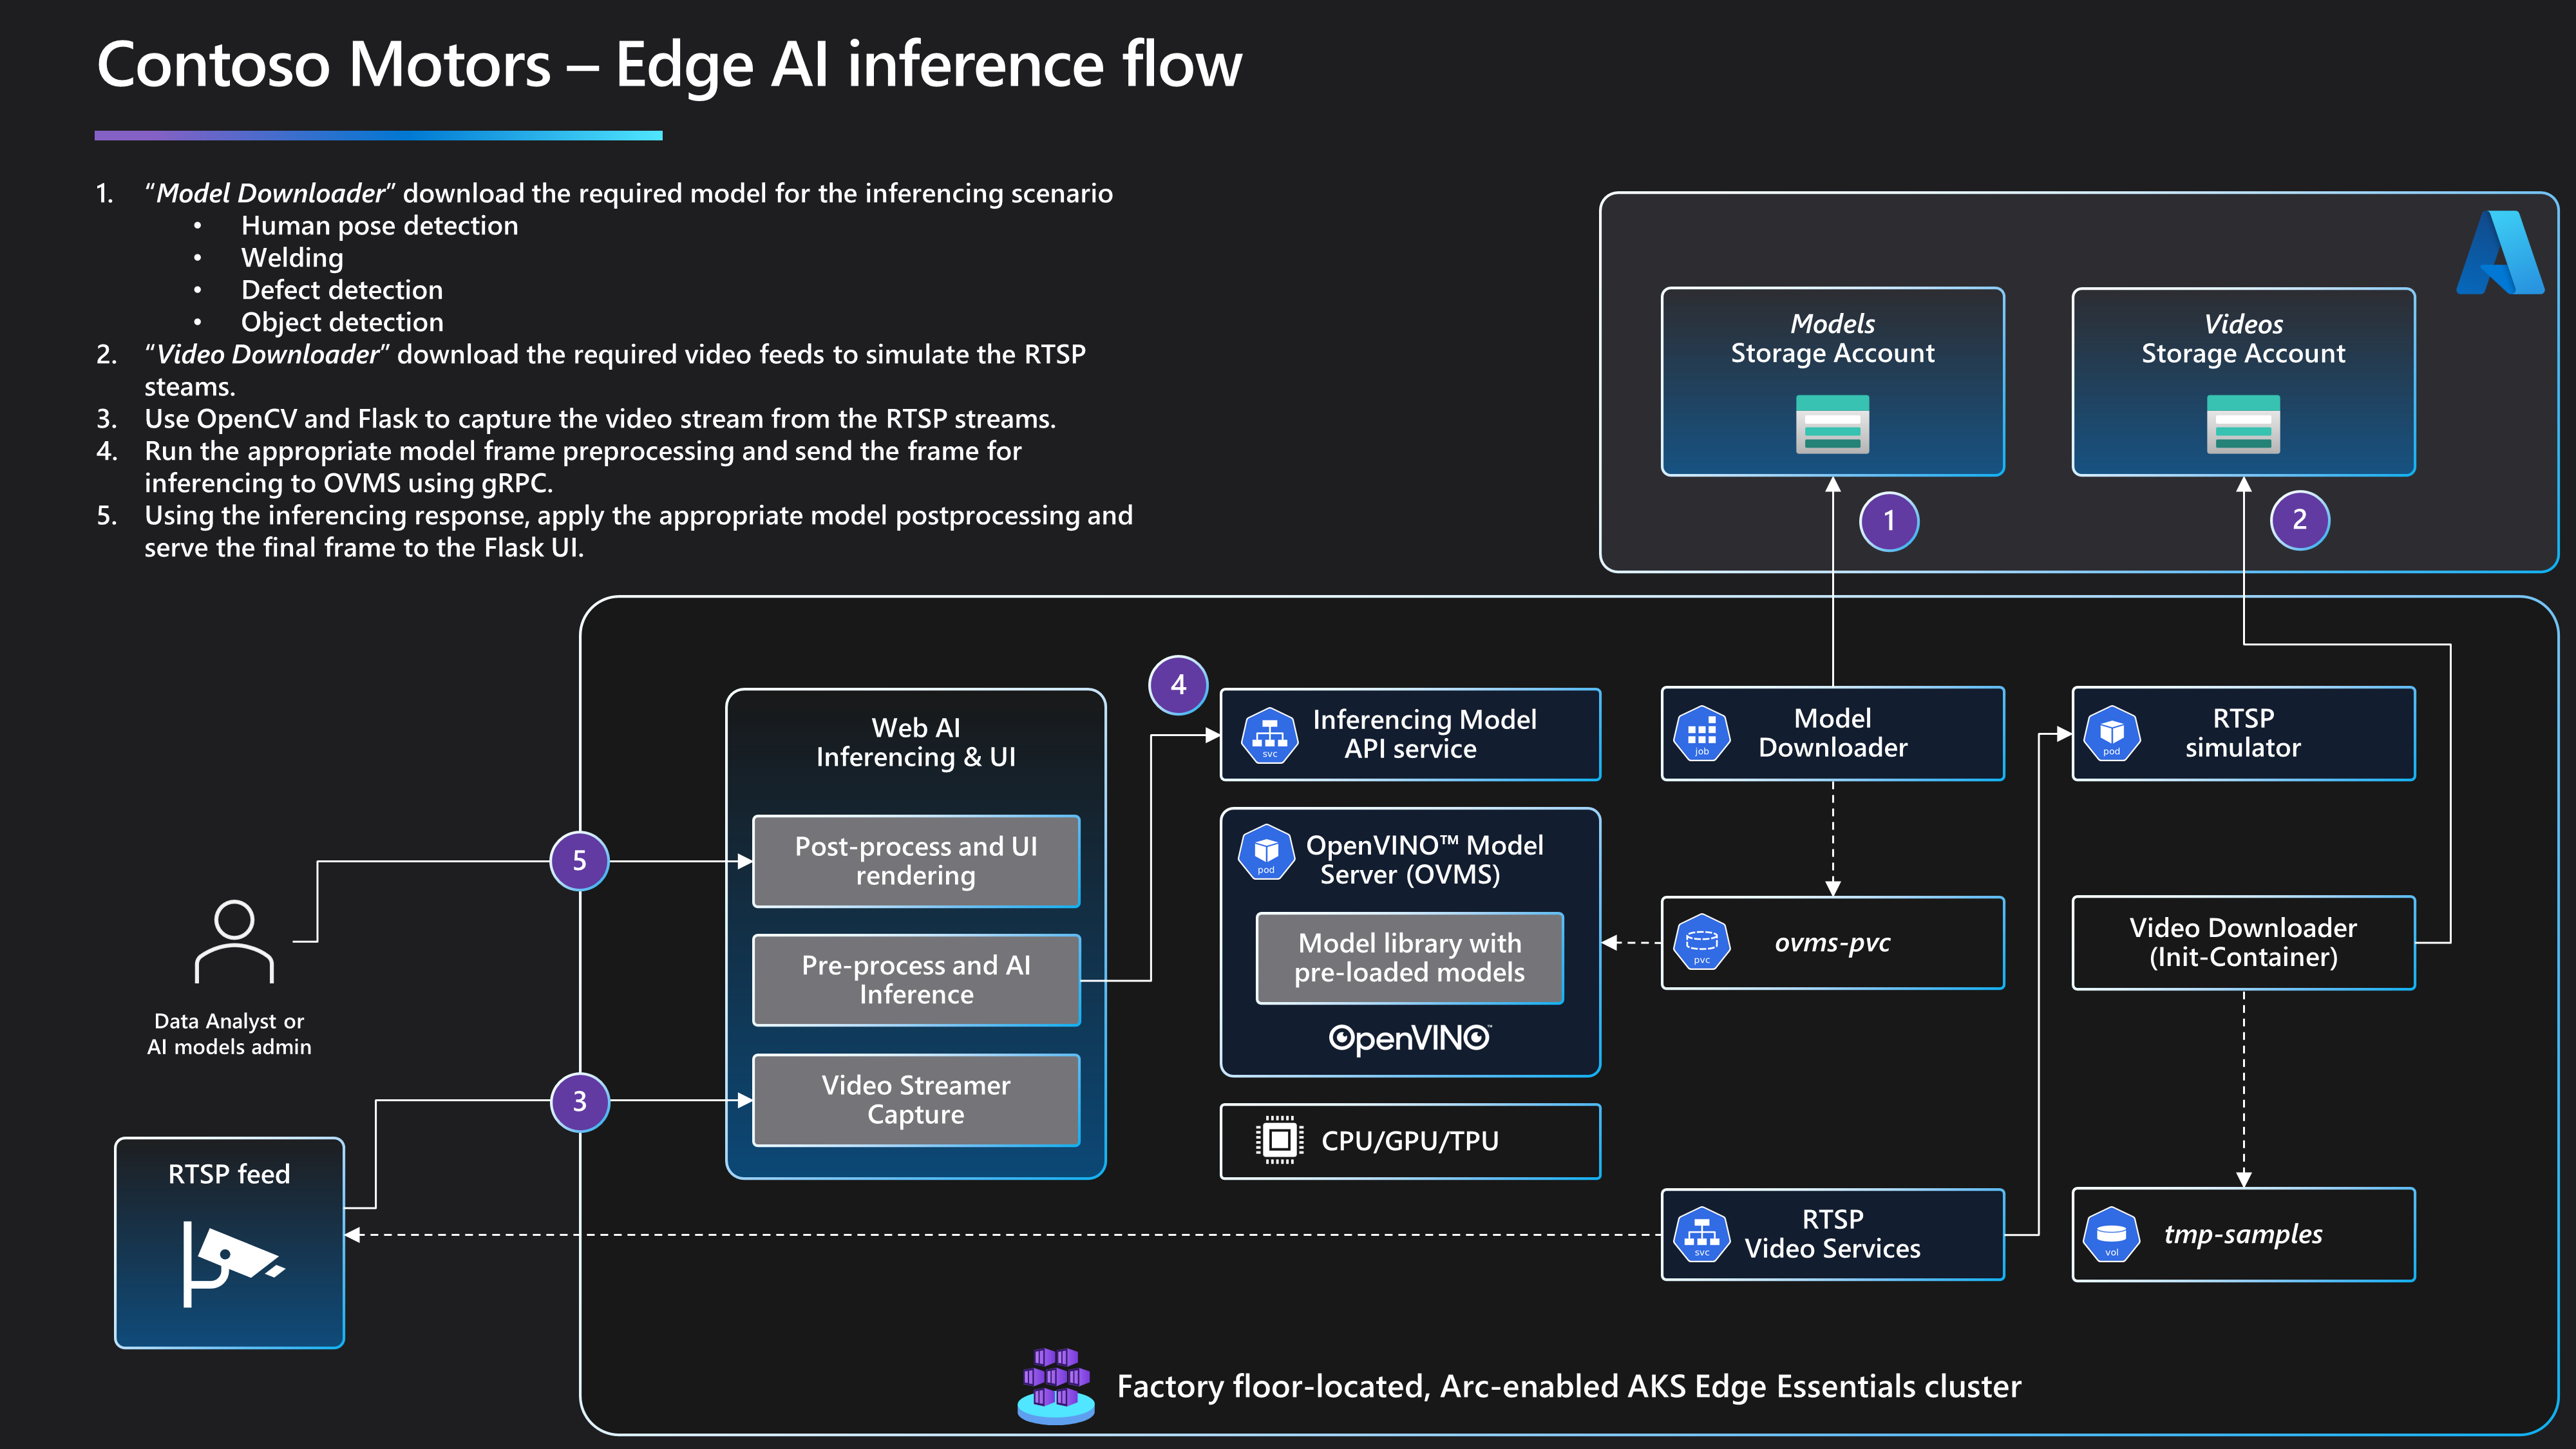 Contoso Motors – Edge AI inference flow
1. “Model Downloader” download the required model for the inferencing scenario
• Human pose detection
• Welding
• Defect detection
• Object detection
2. “Video Downloader” download the required video feeds to simulate the RTSP
steams.
3. Use OpenCV and Flask to capture the video stream from the RTSP streams.
4. Run the appropriate model frame preprocessing and send the frame for
inferencing to OVMS using gRPC.
5. Using the inferencing response, apply the appropriate model postprocessing and
serve the final frame to the Flask UI.
Models
Storage Account
Videos
Storage Account
1
2
4
Web AI
Inferencing & UI
Post-process and UI
rendering
Pre-process and AI
Inference
Video Streamer
Capture
svc
Inferencing Model
API service
pod
OpenVINO™ Model
Server (OVMS)
Model library with
pre-loaded models
OpenVINO™
CPU/GPU/TPU
job
Model
Downloader
pvc
ovms-pvc
pod
RTSP
simulator
Video Downloader
(Init-Container)
svc
RTSP
Video Services
vol
tmp-samples
5
Data Analyst or
AI models admin
3
RTSP feed
Factory floor-located, Arc-enabled AKS Edge Essentials cluster